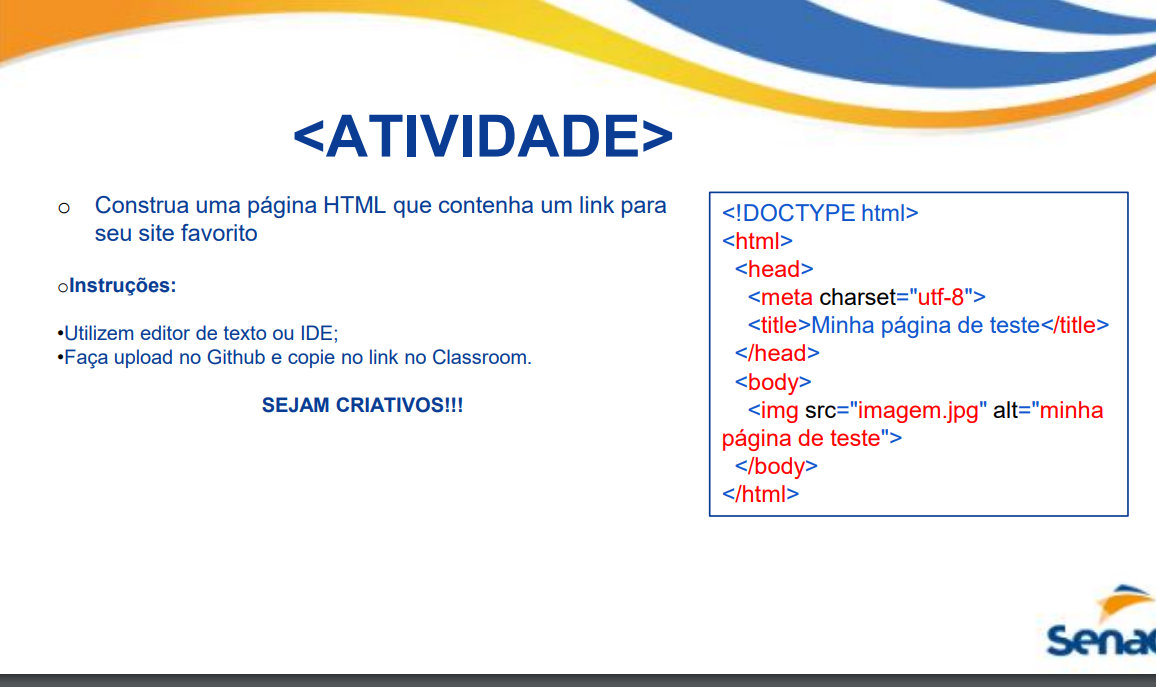 <ATIVIDADE>
Construa uma página HTML que contenha um link para
seu site favorito
Instruções:
•Utilizem editor de texto ou IDE;
•Faça upload no Github e copie no link no Classroom.
SEJAM CRIATIVOS!!!
<!DOCTYPE html>
<html>
<head>
<meta charset="utf-8">
<title>Minha página de teste</title>
</head>
<body>
<img src="imagem.jpg" alt="minha
página de teste">
</body>
</html>
Senac